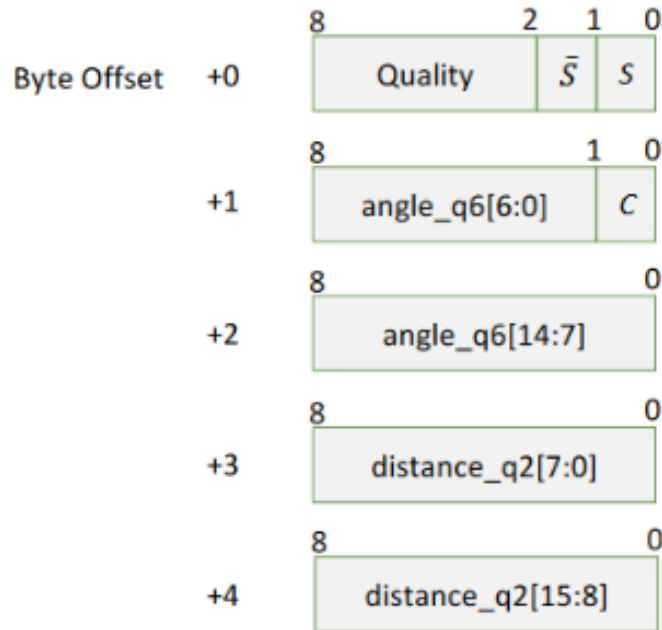 8 2 1 0
Byte Offset +0 Quality S̄ S
8 1 0
+1 angle_q6[6:0] C
8 0
+2 angle_q6[14:7]
8 0
+3 distance_q2[7:0]
8 0
+4 distance_q2[15:8]